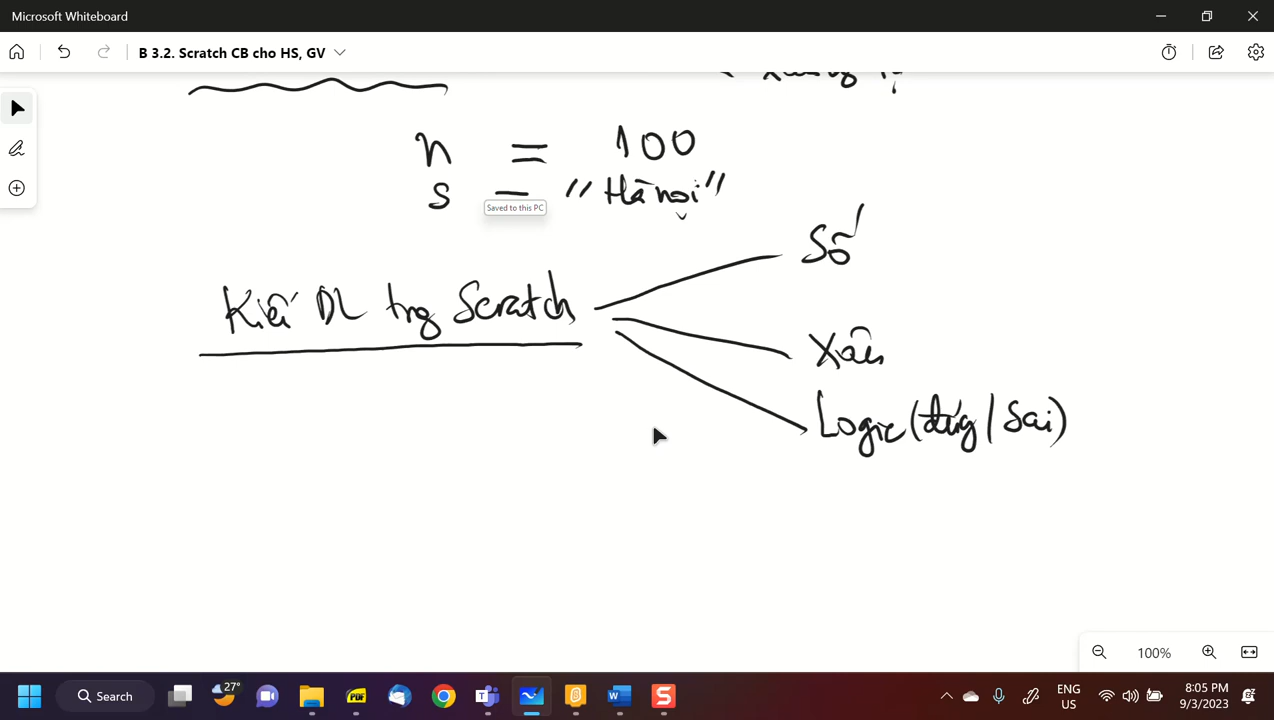 Microsoft Whiteboard
B 3.2. Scratch CB cho HS, GV
n = 100
s = "Hà nội"
Saved to this PC
Số
Kiểu DL trg Scratch
Xâu
Logic (đúng | Sai)
100%
27°
Search
ENG
US
8:05 PM
9/3/2023